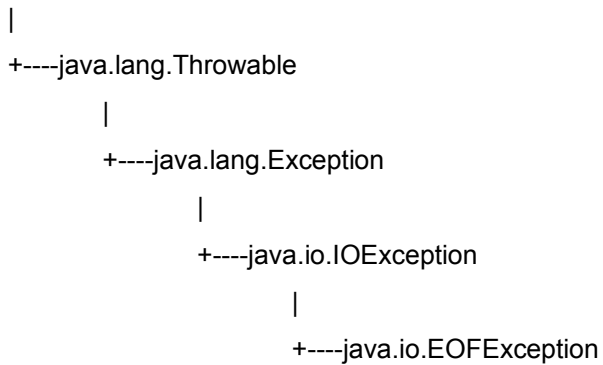 |
+----java.lang.Throwable
|
+----java.lang.Exception
|
+----java.io.IOException
|
+----java.io.EOFException